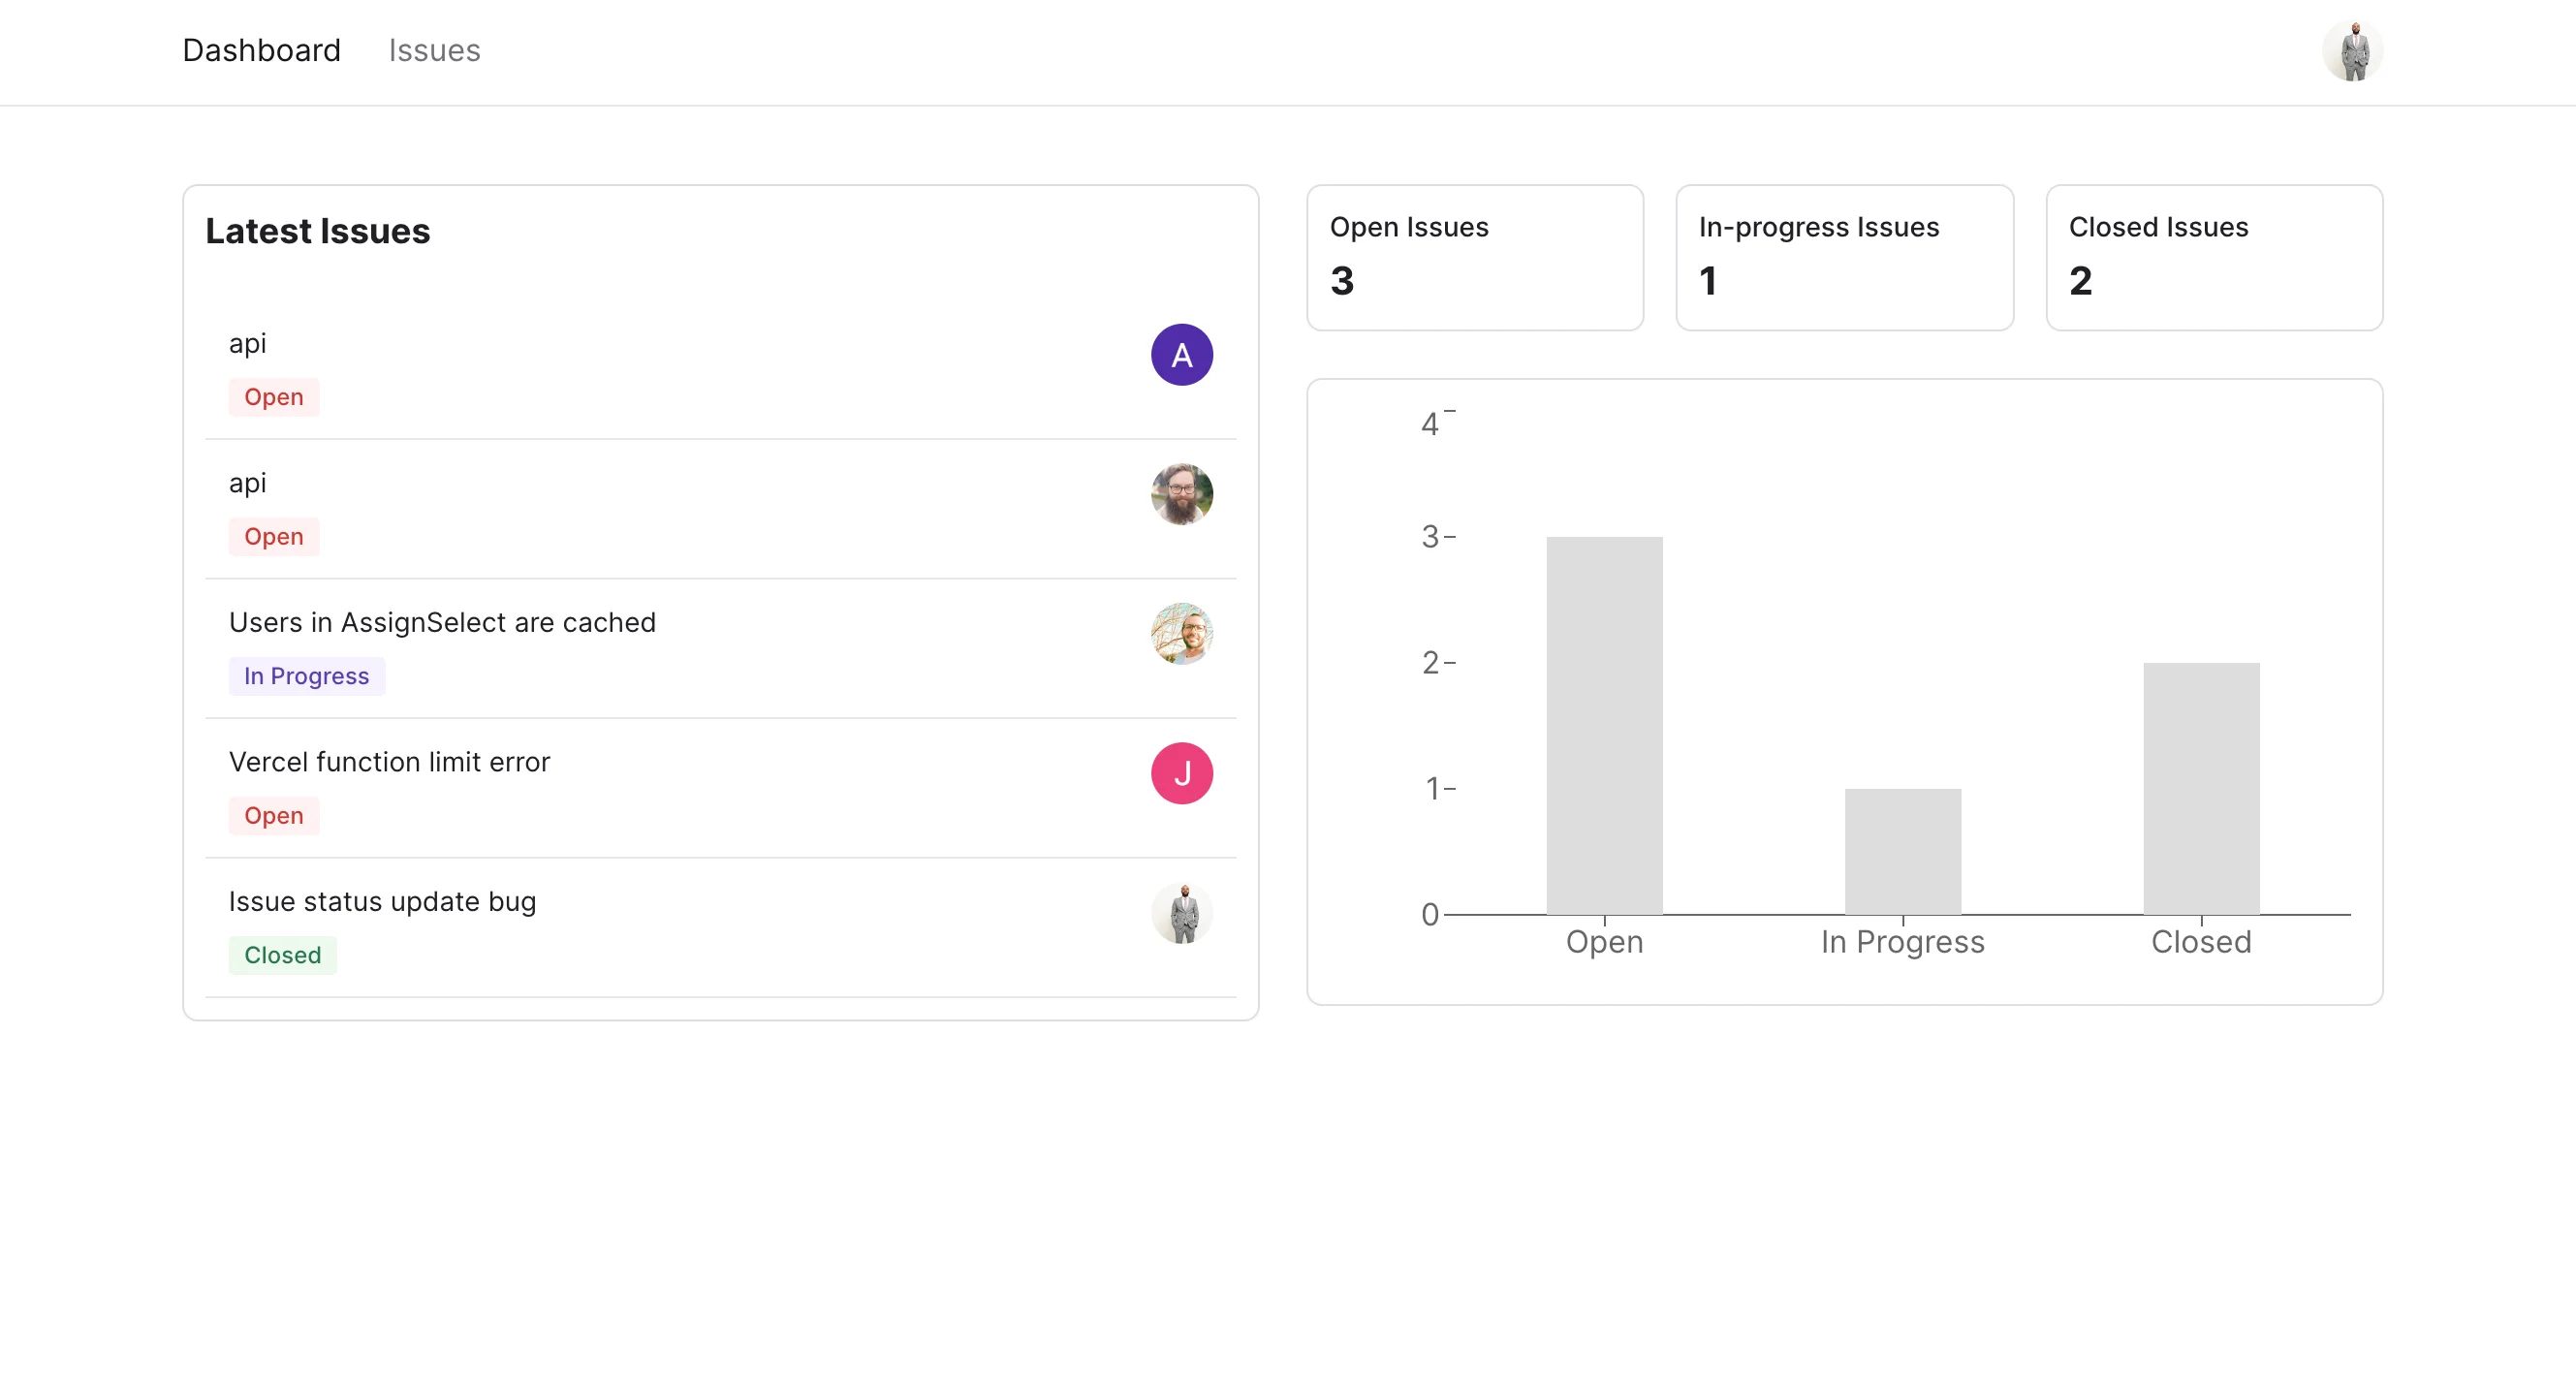 Dashboard Issues
Latest Issues
api
A
Open
api
Open
Users in AssignSelect are cached
In Progress
Vercel function limit error
J
Open
Issue status update bug
Closed
Open Issues
3
In-progress Issues
1
Closed Issues
2
4
3
2
1
0
Open In Progress Closed